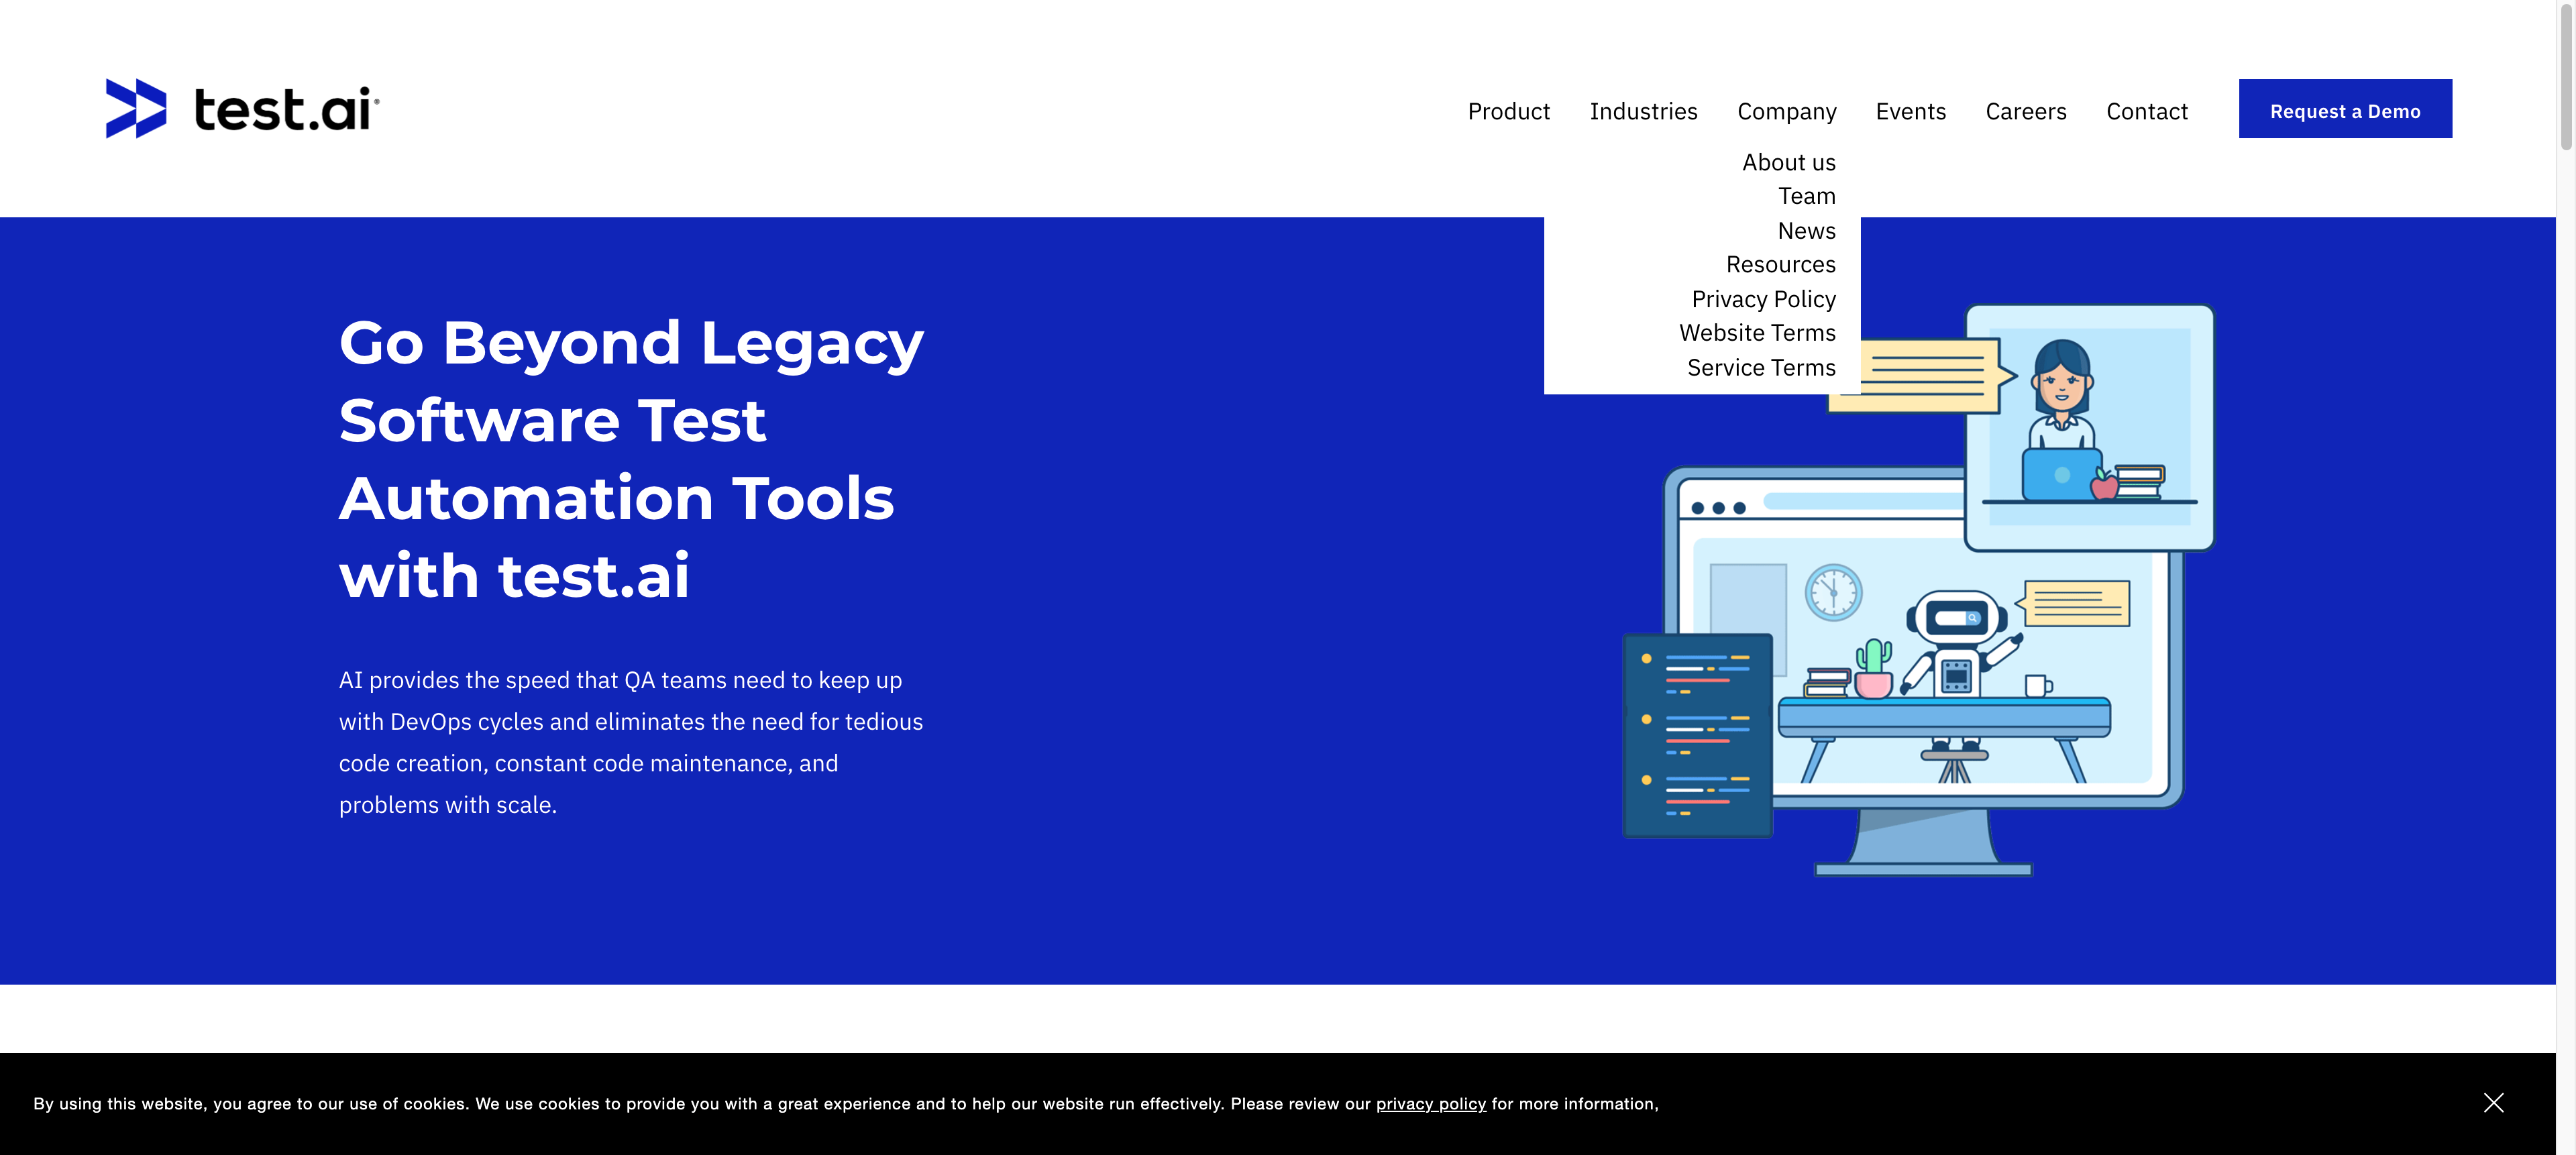 test.ai
Product Industries Company Events Careers Contact Request a Demo
About us
Team
News
Resources
Privacy Policy
Website Terms
Service Terms
Go Beyond Legacy
Software Test
Automation Tools
with test.ai
AI provides the speed that QA teams need to keep up
with DevOps cycles and eliminates the need for tedious
code creation, constant code maintenance, and
problems with scale.
By using this website, you agree to our use of cookies. We use cookies to provide you with a great experience and to help our website run effectively. Please review our privacy policy for more information,